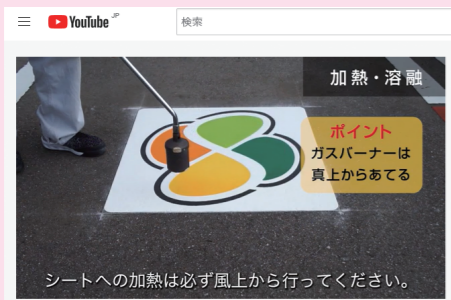 YouTube JP
検索
加熱・溶融
ポイント
ガスバーナーは
真上からあてる
シートへの加熱は必ず風上から行ってください。